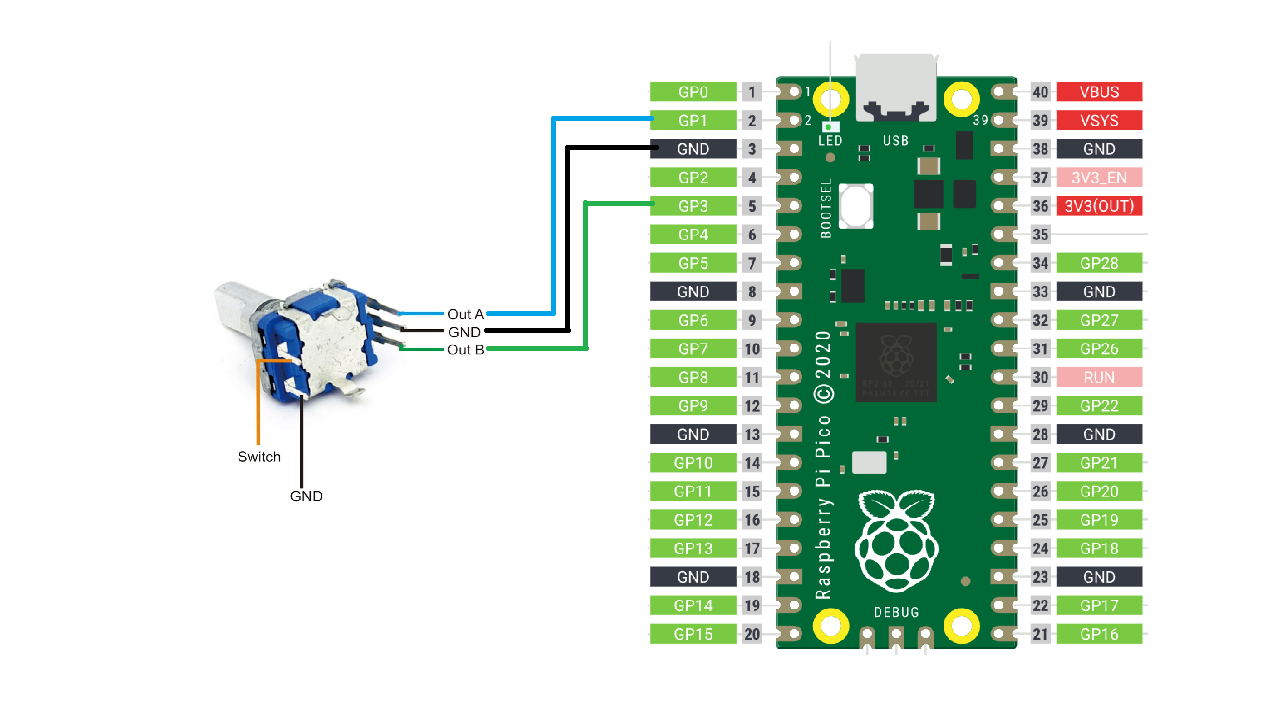 Out A
GND
Out B
Switch
GND
GP0 1
GP1 2
GND 3
GP2 4
GP3 5
GP4 6
GP5 7
GND 8
GP6 9
GP7 10
GP8 11
GP9 12
GND 13
GP10 14
GP11 15
GP12 16
GP13 17
GND 18
GP14 19
GP15 20
1
2
LED
USB
39
BOOTSEL
Raspberry Pi Pico © 2020
DEBUG
40 VBUS
39 VSYS
38 GND
37 3V3_EN
36 3V3(OUT)
35
34 GP28
33 GND
32 GP27
31 GP26
30 RUN
29 GP22
28 GND
27 GP21
26 GP20
25 GP19
24 GP18
23 GND
22 GP17
21 GP16